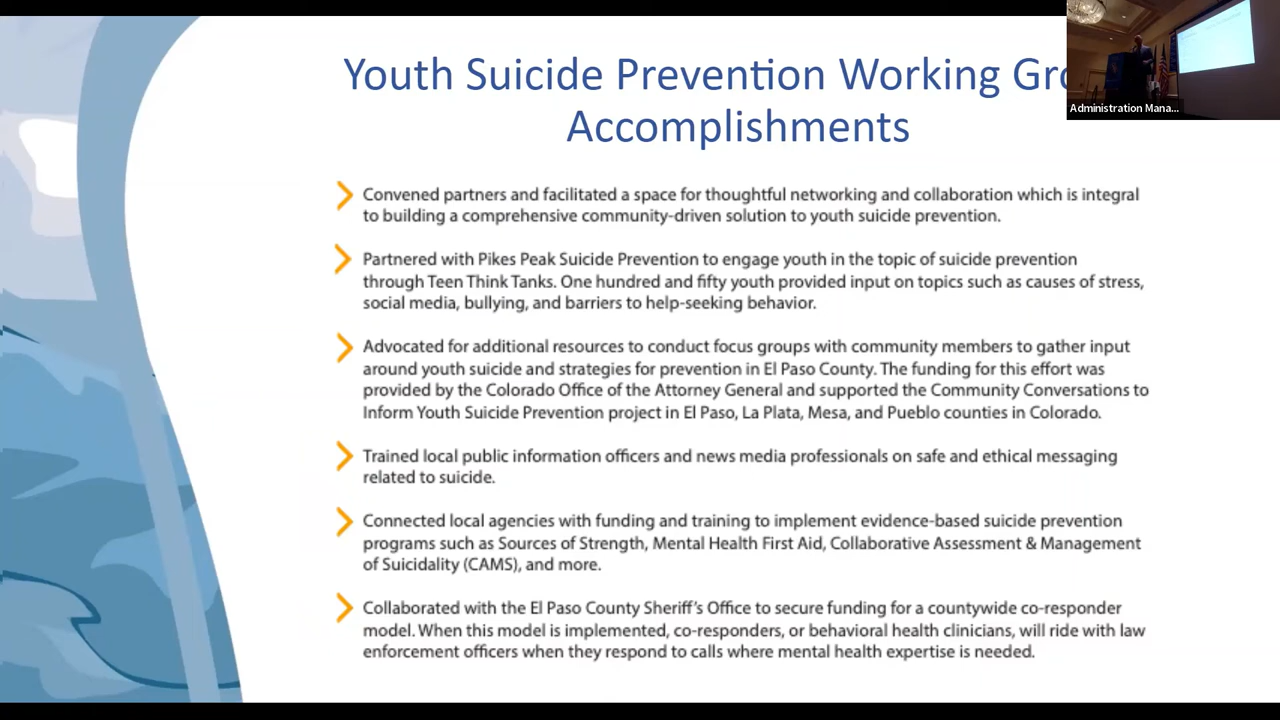 Youth Suicide Prevention Working Gro
Accomplishments
Administration Mana...
Convened partners and facilitated a space for thoughtful networking and collaboration which is integral
to building a comprehensive community-driven solution to youth suicide prevention.
Partnered with Pikes Peak Suicide Prevention to engage youth in the topic of suicide prevention
through Teen Think Tanks. One hundred and fifty youth provided input on topics such as causes of stress,
social media, bullying, and barriers to help-seeking behavior.
Advocated for additional resources to conduct focus groups with community members to gather input
around youth suicide and strategies for prevention in El Paso County. The funding for this effort was
provided by the Colorado Office of the Attorney General and supported the Community Conversations to
Inform Youth Suicide Prevention project in El Paso, La Plata, Mesa, and Pueblo counties in Colorado.
Trained local public information officers and news media professionals on safe and ethical messaging
related to suicide.
Connected local agencies with funding and training to implement evidence-based suicide prevention
programs such as Sources of Strength, Mental Health First Aid, Collaborative Assessment & Management
of Suicidality (CAMS), and more.
Collaborated with the El Paso County Sheriff's Office to secure funding for a countywide co-responder
model. When this model is implemented, co-responders, or behavioral health clinicians, will ride with law
enforcement officers when they respond to calls where mental health expertise is needed.